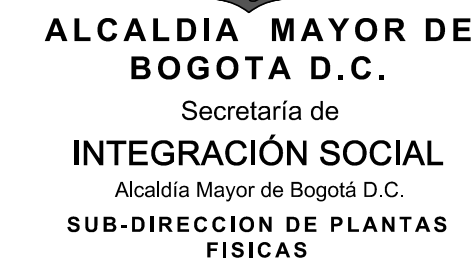 ALCALDIA MAYOR DE
BOGOTA D.C.
Secretaría de
INTEGRACIÓN SOCIAL
Alcaldía Mayor de Bogotá D.C.
SUB-DIRECCION DE PLANTAS
FISICAS